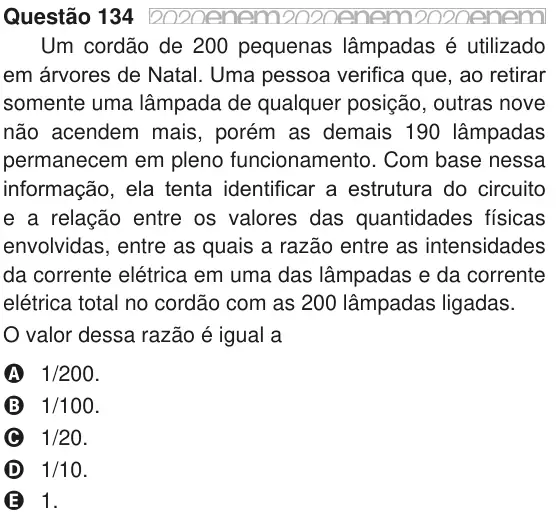 Questão 134 2020enem2020enem2020enem
Um cordão de 200 pequenas lâmpadas é utilizado
em árvores de Natal. Uma pessoa verifica que, ao retirar
somente uma lâmpada de qualquer posição, outras nove
não acendem mais, porém as demais 190 lâmpadas
permanecem em pleno funcionamento. Com base nessa
informação, ela tenta identificar a estrutura do circuito
e a relação entre os valores das quantidades físicas
envolvidas, entre as quais a razão entre as intensidades
da corrente elétrica em uma das lâmpadas e da corrente
elétrica total no cordão com as 200 lâmpadas ligadas.
O valor dessa razão é igual a
A 1/200.
B 1/100.
C 1/20.
D 1/10.
E 1.